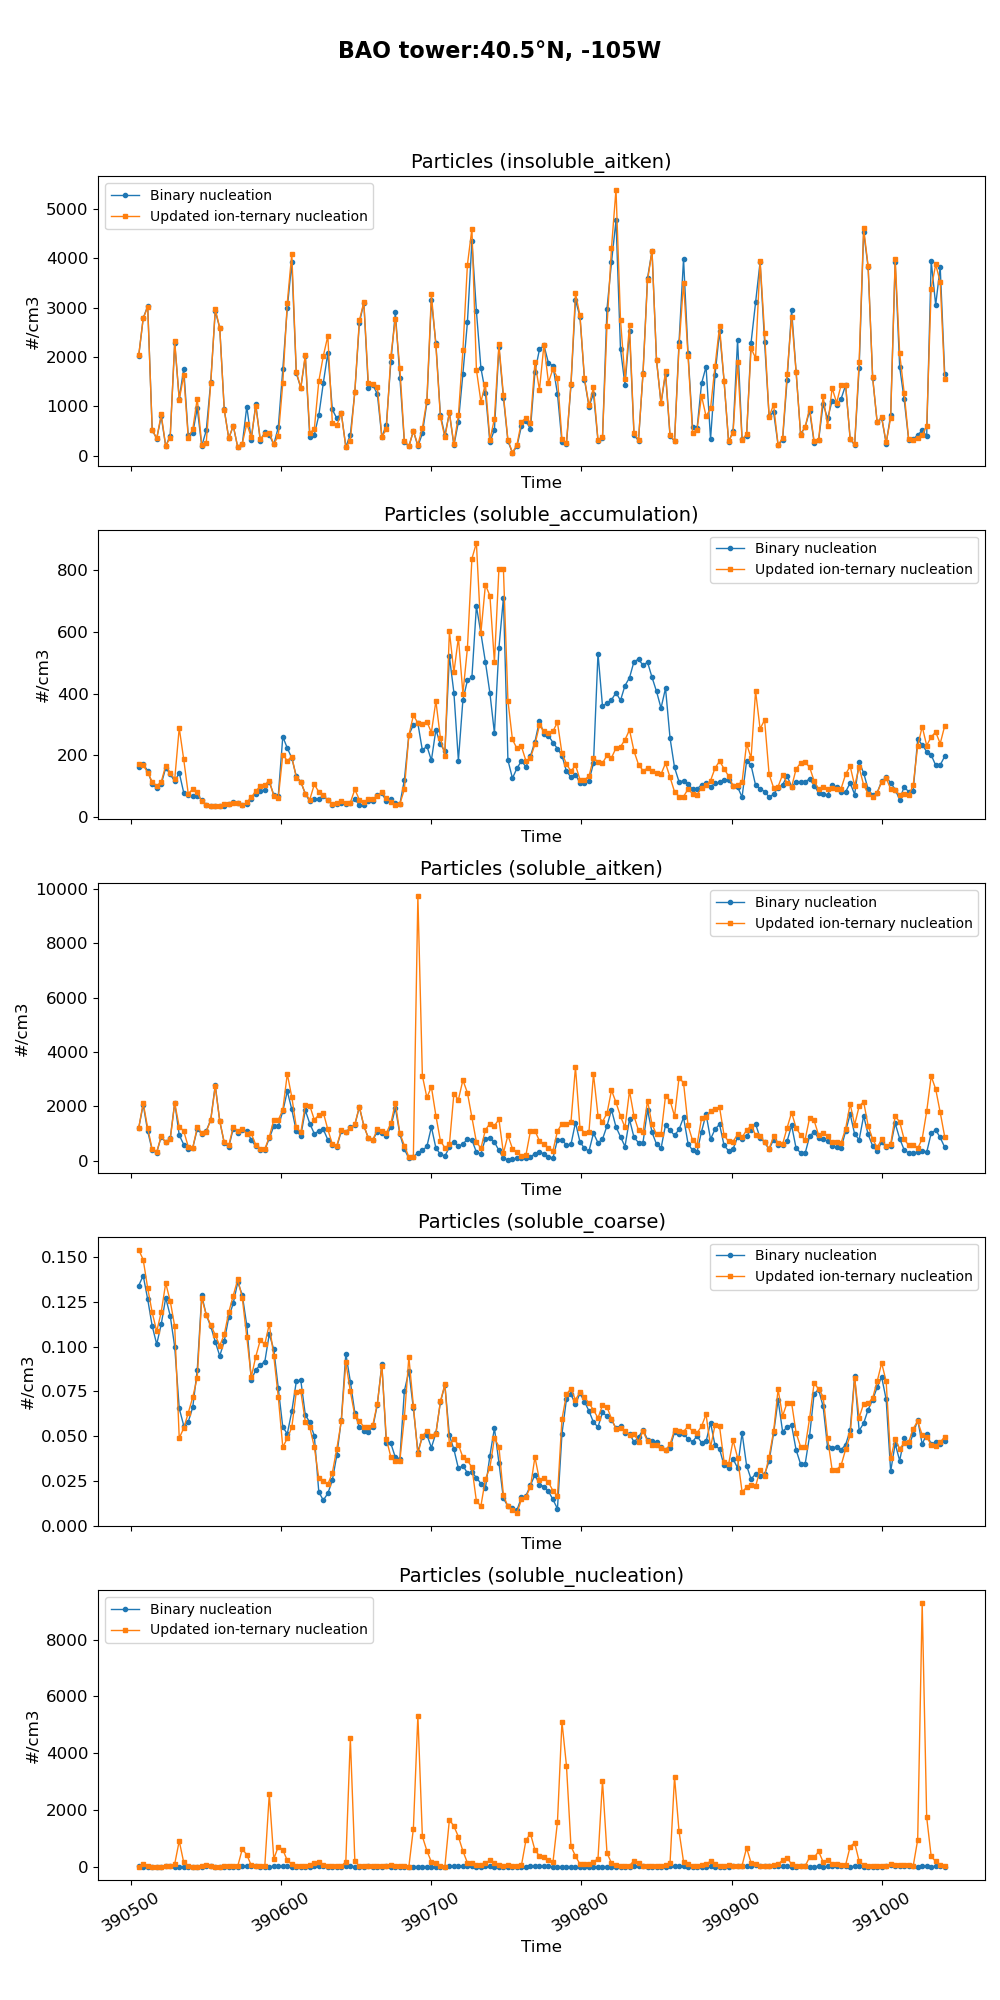 BAO tower:40.5°N, -105W
Particles (insoluble_aitken)
Binary nucleation
Updated ion-ternary nucleation
5000
4000
3000
2000
1000
0
#/cm3
Time
Particles (soluble_accumulation)
Binary nucleation
Updated ion-ternary nucleation
800
600
400
200
0
#/cm3
Time
Particles (soluble_aitken)
Binary nucleation
Updated ion-ternary nucleation
10000
8000
6000
4000
2000
0
#/cm3
Time
Particles (soluble_coarse)
Binary nucleation
Updated ion-ternary nucleation
0.150
0.125
0.100
0.075
0.050
0.025
0.000
#/cm3
Time
Particles (soluble_nucleation)
Binary nucleation
Updated ion-ternary nucleation
8000
6000
4000
2000
0
#/cm3
390500
390600
390700
390800
390900
391000
Time